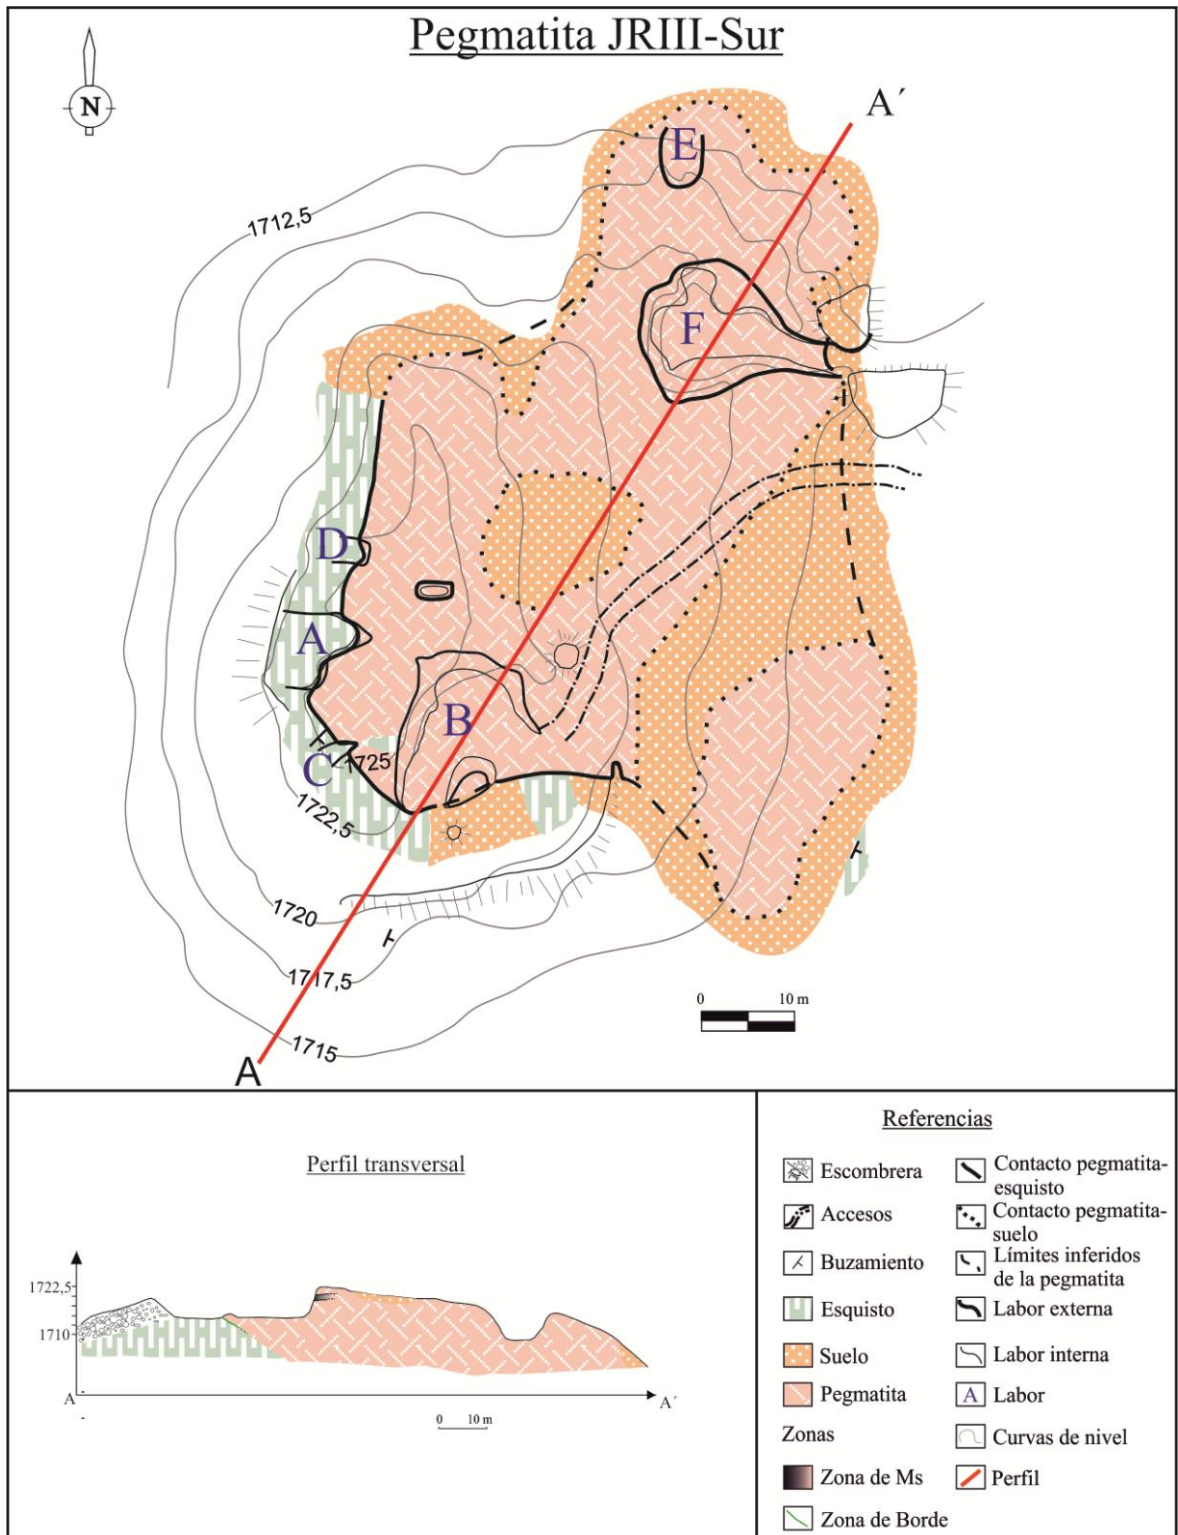 Pegmatita JRIII-Sur
N
A´
E
1712,5
F
D
A
B
C
1725
1722,5
1720
1717,5
1715
A
0 10 m
Perfil transversal
1722,5
1710
A
A´
0 10 m
Referencias
Escombrera
Accesos
Buzamiento
Esquisto
Suelo
Pegmatita
Zonas
Zona de Ms
Zona de Borde
Contacto pegmatita-
esquisto
Contacto pegmatita-
suelo
Límites inferidos
de la pegmatita
Labor externa
Labor interna
A Labor
Curvas de nivel
Perfil